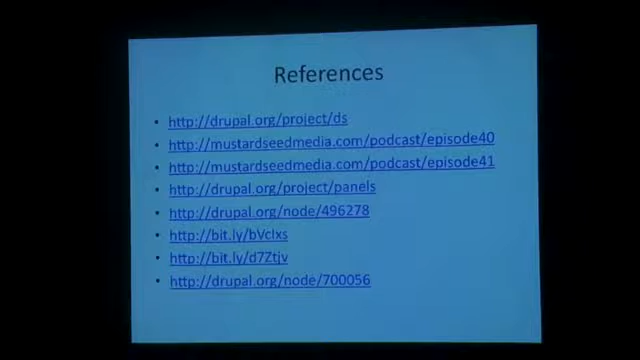 References
• http://drupal.org/project/ds
• http://mustardseedmedia.com/podcast/episode40
• http://mustardseedmedia.com/podcast/episode41
• http://drupal.org/project/panels
• http://drupal.org/node/496278
• http://bit.ly/bVcIxs
• http://bit.ly/d7Ztjv
• http://drupal.org/node/700056